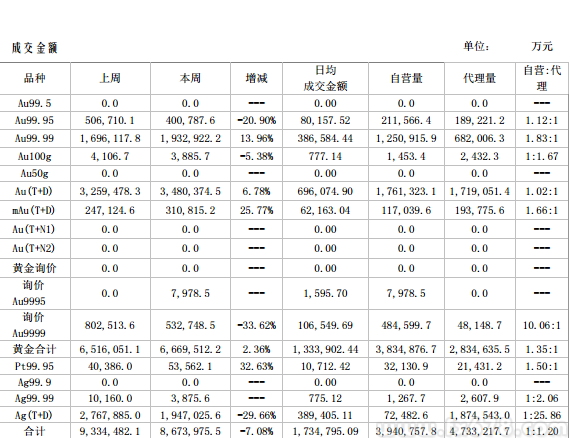 成交金额 单位： 万元
品种 上周 本周 增减 日均成交金额 自营量 代理量 自营:代理
Au99.5 0.0 0.0 --- 0.00 0.0 0.0 ---
Au99.95 506,710.1 400,787.6 -20.90% 80,157.52 211,566.4 189,221.2 1.12:1
Au99.99 1,696,117.8 1,932,922.2 13.96% 386,584.44 1,250,915.9 682,006.3 1.83:1
Au100g 4,106.7 3,885.7 -5.38% 777.14 1,453.4 2,432.3 1:1.67
Au50g 0.0 0.0 --- 0.00 0.0 0.0 ---
Au(T+D) 3,259,478.3 3,480,374.5 6.78% 696,074.90 1,761,323.1 1,719,051.4 1.02:1
mAu(T+D) 247,124.6 310,815.2 25.77% 62,163.04 117,039.6 193,775.6 1.66:1
Au(T+N1) 0.0 0.0 --- 0.00 0.0 0.0 ---
Au(T+N2) 0.0 0.0 --- 0.00 0.0 0.0 ---
黄金询价 0.0 0.0 --- 0.00 0.0 0.0 ---
询价Au9995 0.0 7,978.5 --- 1,595.70 7,978.5 0.0 ---
询价Au9999 802,513.6 532,748.5 -33.62% 106,549.69 484,599.7 48,148.7 10.06:1
黄金合计 6,516,051.1 6,669,512.2 2.36% 1,333,902.44 3,834,876.7 2,834,635.5 1.35:1
Pt99.95 40,386.0 53,562.1 32.63% 10,712.42 32,130.9 21,431.2 1.50:1
Ag99.9 0.0 0.0 --- 0.00 0.0 0.0 ---
Ag99.99 10,160.0 3,875.6 --- 775.12 1,267.7 2,607.9 1:2.06
Ag(T+D) 2,767,885.0 1,947,025.6 -29.66% 389,405.11 72,482.6 1,874,543.0 1:25.86
合计 9,334,482.1 8,673,975.5 -7.08% 1,734,795.09 3,940,757.8 4,733,217.7 1:1.20